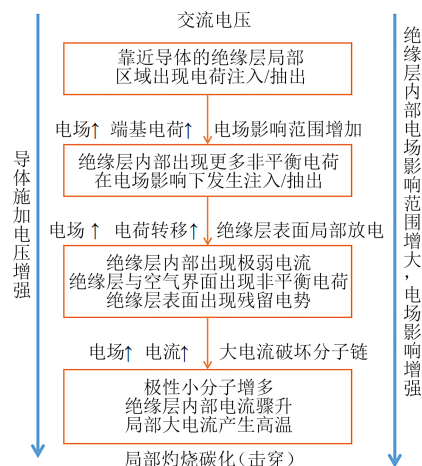 交流电压
靠近导体的绝缘层局部
区域出现电荷注入/抽出
电场↑ 端基电荷↑ 电场影响范围增加
绝缘层内部出现更多非平衡电荷
在电场影响下发生注入/抽出
电场↑ 电荷转移↑ 绝缘层表面局部放电
绝缘层内部出现极弱电流
绝缘层与空气界面出现非平衡电荷
绝缘层表面出现残留电势
电场↑ 电流↑ 大电流破坏分子链
极性小分子增多
绝缘层内部电流骤升
局部大电流产生高温
局部灼烧碳化(击穿)
导体施加电压增强
绝缘层内部电场影响范围增大,电场影响增强